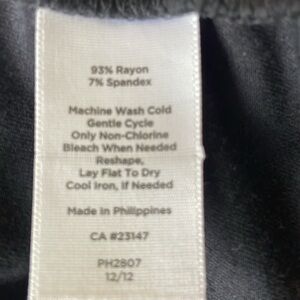 93% Rayon
7% Spandex
Machine Wash Cold
Gentle Cycle
Only Non-Chlorine
Bleach When Needed
Reshape,
Lay Flat To Dry
Cool Iron, If Needed
Made In Philippines
CA #23147
PH2807
12/12